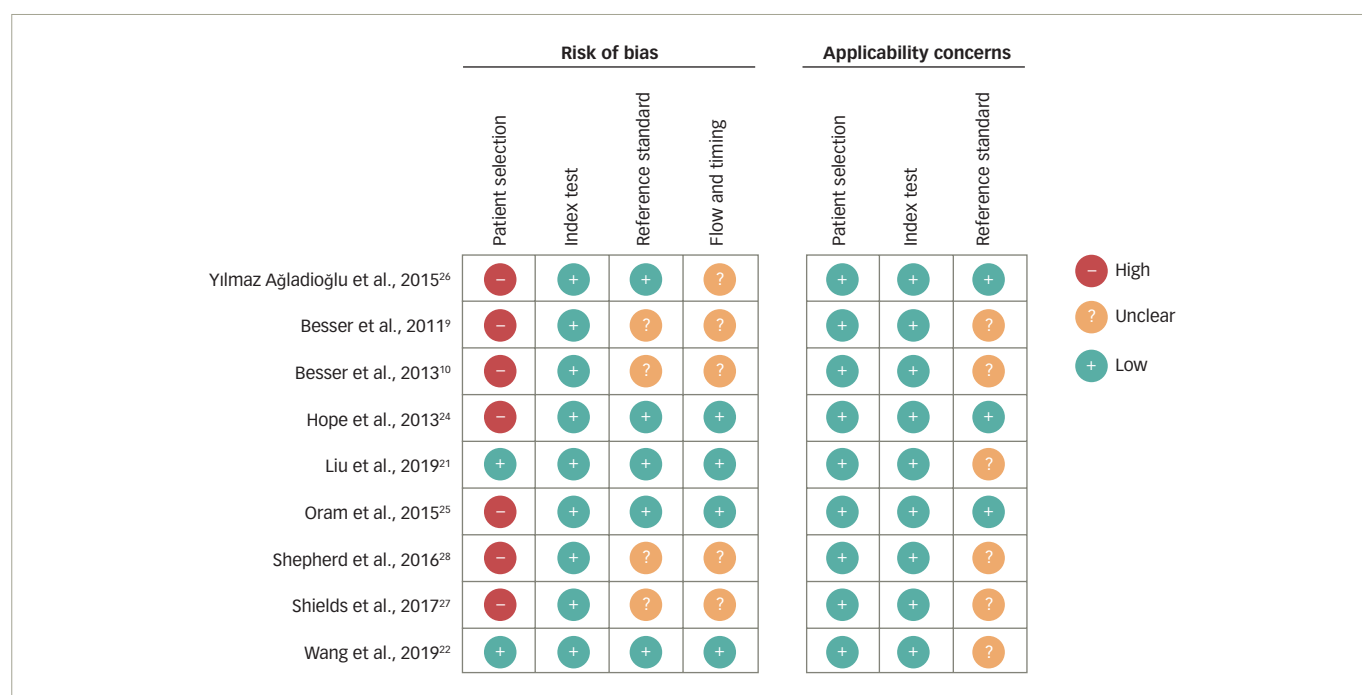 Risk of bias Applicability concerns
Patient selection
Index test
Reference standard
Flow and timing
Patient selection
Index test
Reference standard
Yılmaz Ağladioğlu et al., 2015²⁶ − + + ? + + +
Besser et al., 2011⁹ − + ? ? + + ?
Besser et al., 2013¹⁰ − + ? ? + + ?
Hope et al., 2013²⁴ − + + + + + +
Liu et al., 2019²¹ + + + + + + ?
Oram et al., 2015²⁵ − + + + + + +
Shepherd et al., 2016²⁸ − + ? ? + + ?
Shields et al., 2017²⁷ − + ? ? + + ?
Wang et al., 2019²² + + + + + + ?
− High
? Unclear
+ Low